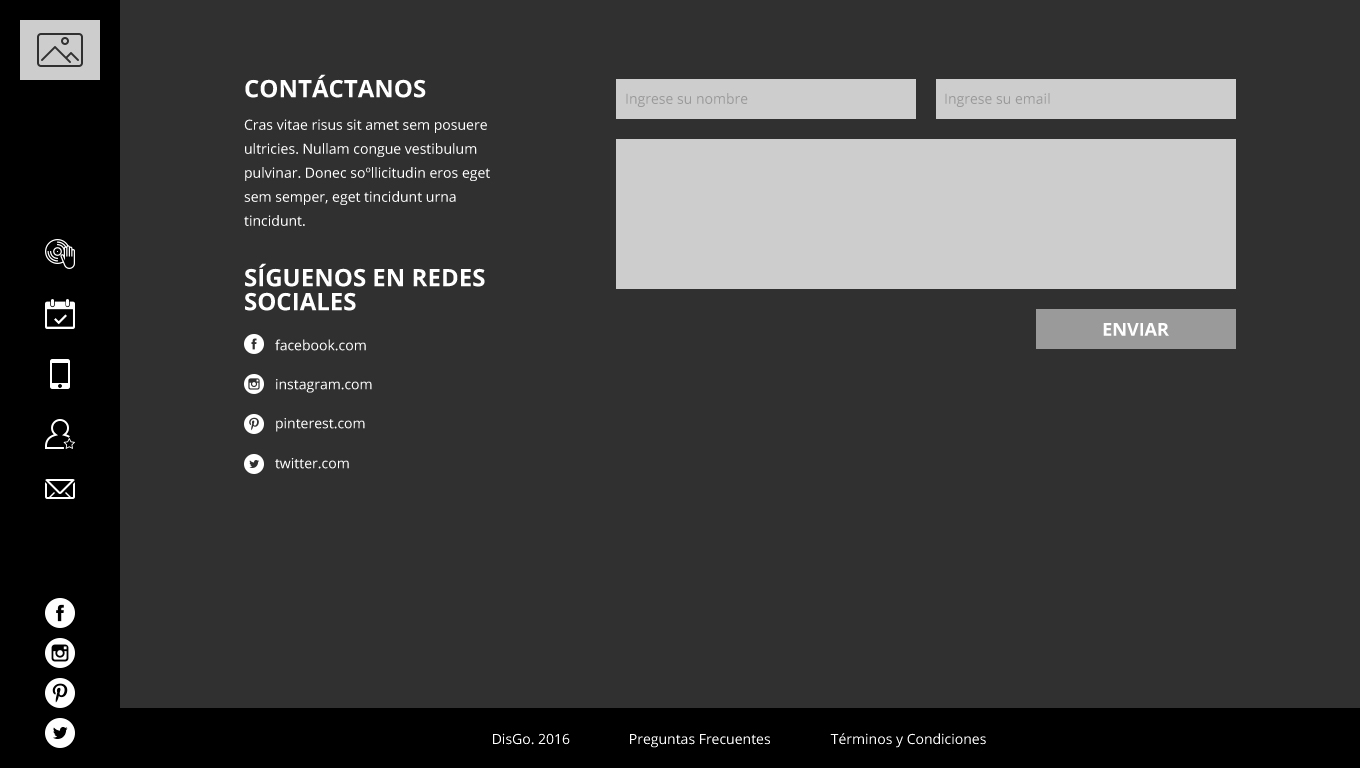 CONTÁCTANOS
Cras vitae risus sit amet sem posuere
ultricies. Nullam congue vestibulum
pulvinar. Donec soºllicitudin eros eget
sem semper, eget tincidunt urna
tincidunt.
SÍGUENOS EN REDES
SOCIALES
facebook.com
instagram.com
pinterest.com
twitter.com
Ingrese su nombre
Ingrese su email
ENVIAR
DisGo. 2016
Preguntas Frecuentes
Términos y Condiciones